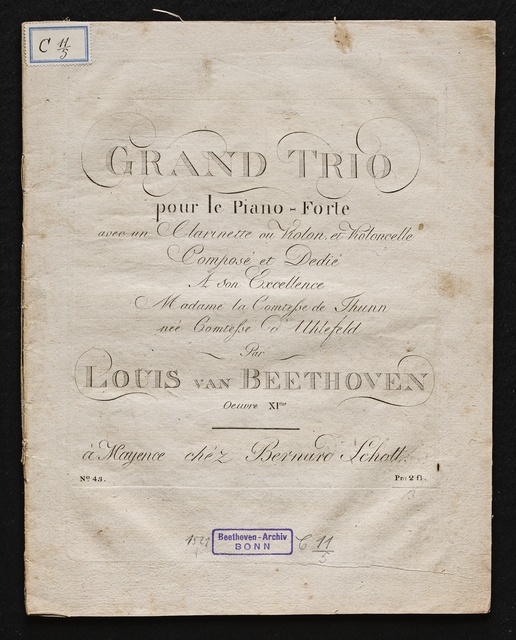 C 11/5
GRAND TRIO
pour le Piano-Forte
avec un Clarinette ou Violon, et Violoncelle
Composé et Dedié
A son Excellence
Madame la Comtesse de Thunn
née Comtesse d'Uhlefeld
Par
LOUIS VAN BEETHOVEN
Oeuvre XI.me
à Mayence chéz Bernard Schott.
No 43. Pr: 2 fl.
Beethoven-Archiv
BONN
C 11/5